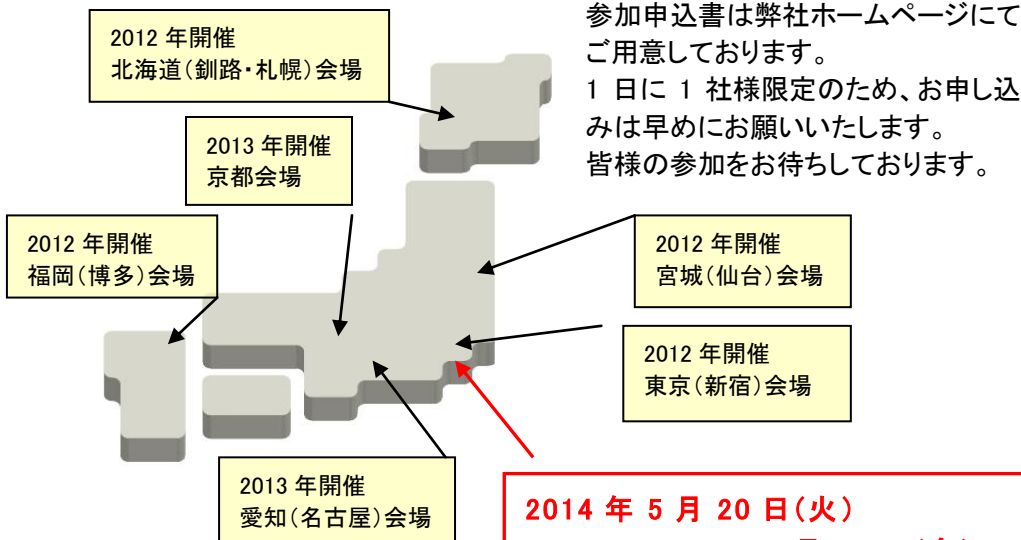 参加申込書は弊社ホームページにて
ご用意しております。
1 日に 1 社様限定のため、お申し込
みは早めにお願いいたします。
皆様の参加をお待ちしております。
2012 年開催
北海道（釧路・札幌）会場
2013 年開催
京都会場
2012 年開催
福岡（博多）会場
2012 年開催
宮城（仙台）会場
2012 年開催
東京（新宿）会場
2013 年開催
愛知（名古屋）会場
2014 年 5 月 20 日（火）